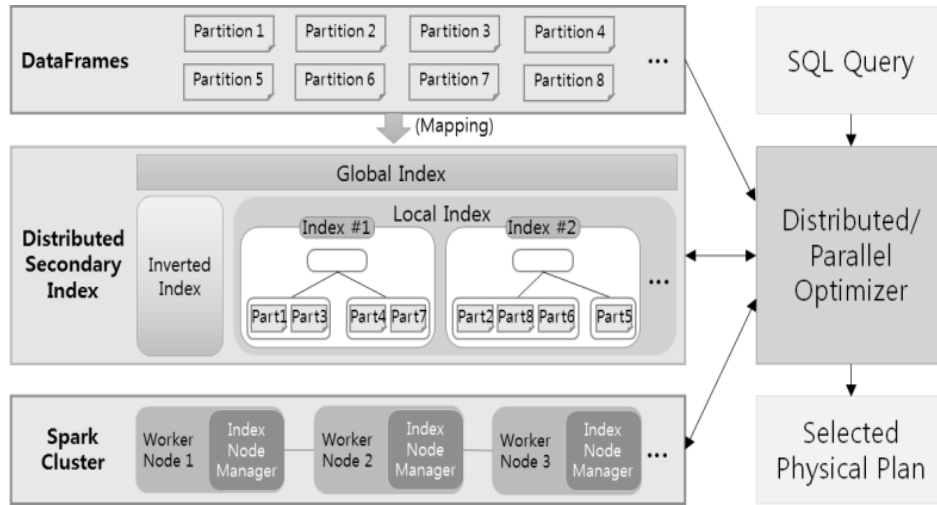 DataFrames
Partition 1
Partition 2
Partition 3
Partition 4
Partition 5
Partition 6
Partition 7
Partition 8
...
(Mapping)
Distributed
Secondary
Index
Global Index
Inverted
Index
Local Index
Index #1
Part1
Part3
Part4
Part7
Index #2
Part2
Part8
Part6
Part5
...
Spark
Cluster
Worker
Node 1
Index
Node
Manager
Worker
Node 2
Index
Node
Manager
Worker
Node 3
Index
Node
Manager
...
SQL Query
Distributed/
Parallel
Optimizer
Selected
Physical Plan